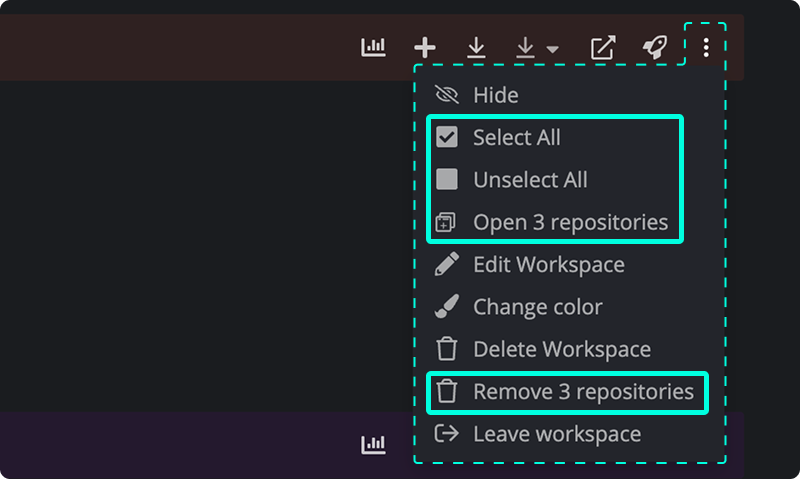 Hide
Select All
Unselect All
Open 3 repositories
Edit Workspace
Change color
Delete Workspace
Remove 3 repositories
Leave workspace